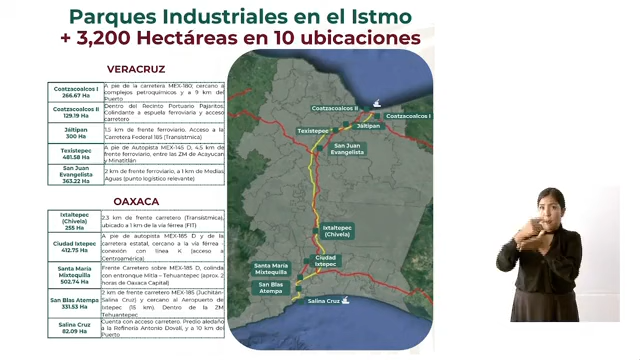 Parques Industriales en el Istmo
+ 3,200 Hectáreas en 10 ubicaciones
VERACRUZ
Coatzacoalcos I
266.67 Ha
A pie de la carretera MEX-180; cercano a
complejos petroquímicos y a 9 km del
Puerto
Coatzacoalcos II
129.19 Ha
Dentro del Recinto Portuario Pajaritos.
Colindante a espuela ferroviaria y acceso
carretero
Jáltipan
300 Ha
1.5 km de frente ferroviario. Acceso a la
Carretera Federal 185 (Transístmica)
Texistepec
481.58 Ha
A pie de Autopista MEX-145 D, 4.5 km de
frente ferroviario, entre las ZM de Acayucan y
Minatitlán
San Juan
Evangelista
363.22 Ha
2 km de frente ferroviario, a 1 km de Medias
Aguas (punto logístico relevante)
OAXACA
Ixtaltepec
(Chivela)
255 Ha
2.3 km de frente carretero (Transístmica),
ubicado a 1 km de la vía férrea (FIT)
Ciudad Ixtepec
412.75 Ha
A pie de autopista MEX-185 D y de la
carretera estatal, cercano a la vía férrea -
conexión con línea K (acceso a
Centroamérica)
Santa María
Mixtequilla
502.74 Ha
Frente Carretero sobre MEX-185 D, colinda
con entronque Mitla - Tehuantepec (aprox. 2
horas de Oaxaca Capital)
San Blas Atempa
331.53 Ha
2 km de frente carretero MEX-185 (Juchitán-
Salina Cruz) y cercano al Aeropuerto de
Ixtepec (15 km). Dentro de la ZM
Tehuantepec
Salina Cruz
82.09 Ha
Cuenta con acceso carretero. Predio aledaño
a la Refinería Antonio Dovalí, y a 10 km del
Puerto
Coatzacoalcos II
Coatzacoalcos I
Texistepec
Jáltipan
San Juan
Evangelista
Ixtaltepec
(Chivela)
Ciudad
Ixtepec
Santa María
Mixtequilla
San Blas
Atempa
Salina Cruz